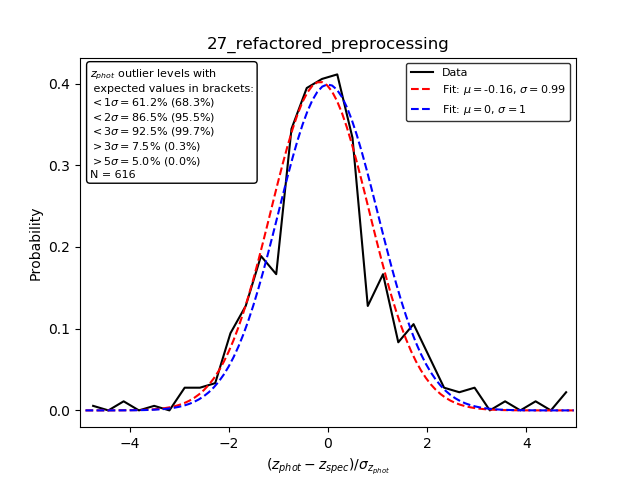 27_refactored_preprocessing
z_phot outlier levels with
expected values in brackets:
< 1σ = 61.2% (68.3%)
< 2σ = 86.5% (95.5%)
< 3σ = 92.5% (99.7%)
> 3σ = 7.5% (0.3%)
> 5σ = 5.0% (0.0%)
N = 616
Data
Fit: μ = -0.16, σ = 0.99
Fit: μ = 0, σ = 1
Probability
0.4
0.3
0.2
0.1
0.0
−4
−2
0
2
4
(z_phot − z_spec)/σ_z_phot